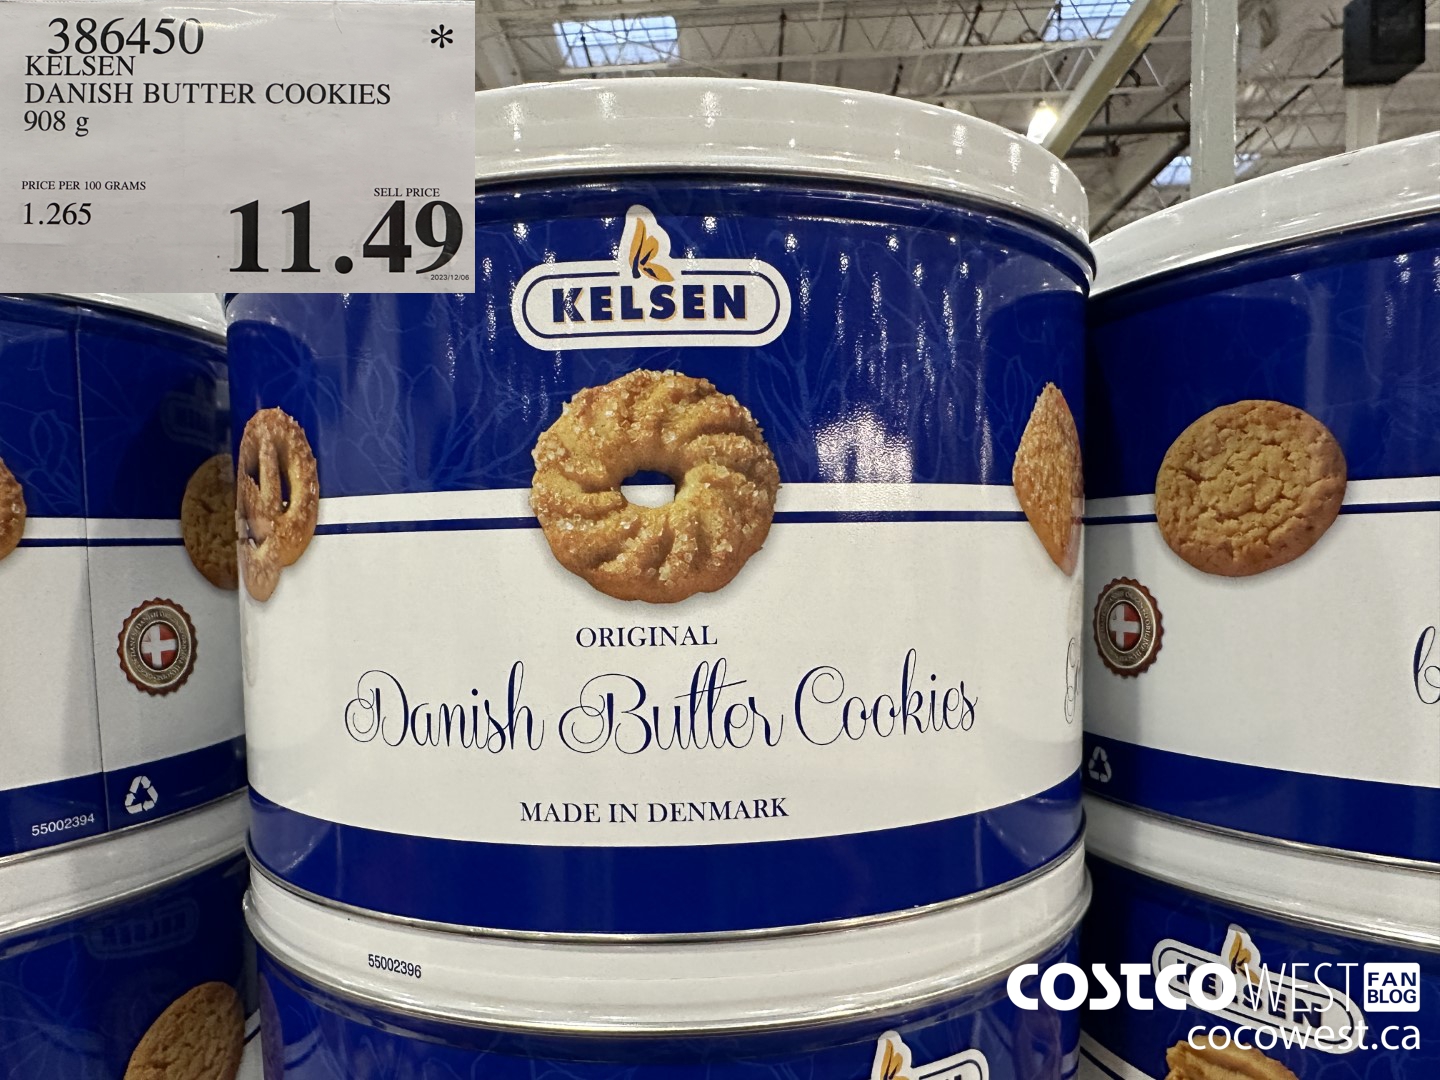 386450 *
KELSEN
DANISH BUTTER COOKIES
908 g
PRICE PER 100 GRAMS
1.265
SELL PRICE
11.49
2023/12/06
KELSEN
ORIGINAL
Danish Butter Cookies
MADE IN DENMARK
55002394
55002396
KELSEN
COSTCO WEST FAN BLOG
cocowest.ca